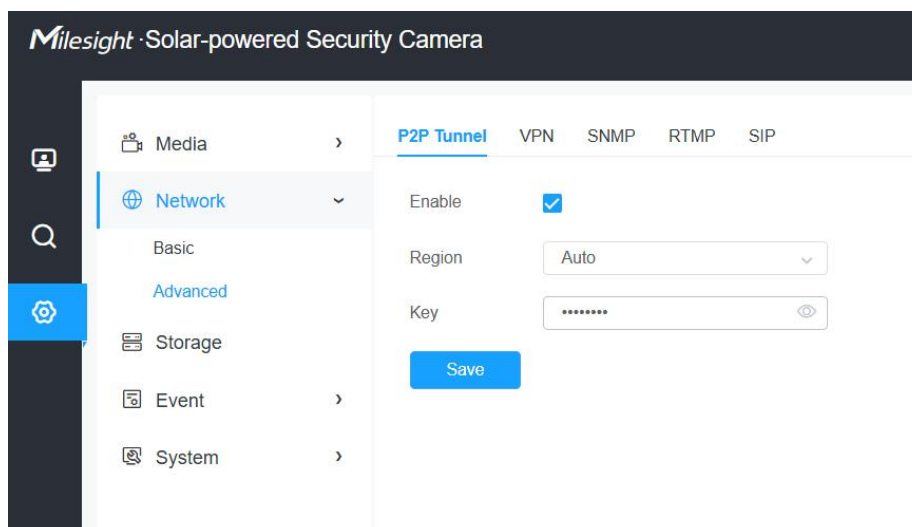 Milesight · Solar-powered Security Camera
Media
Network
Basic
Advanced
Storage
Event
System
P2P Tunnel VPN SNMP RTMP SIP
Enable
Region Auto
Key ••••••••
Save